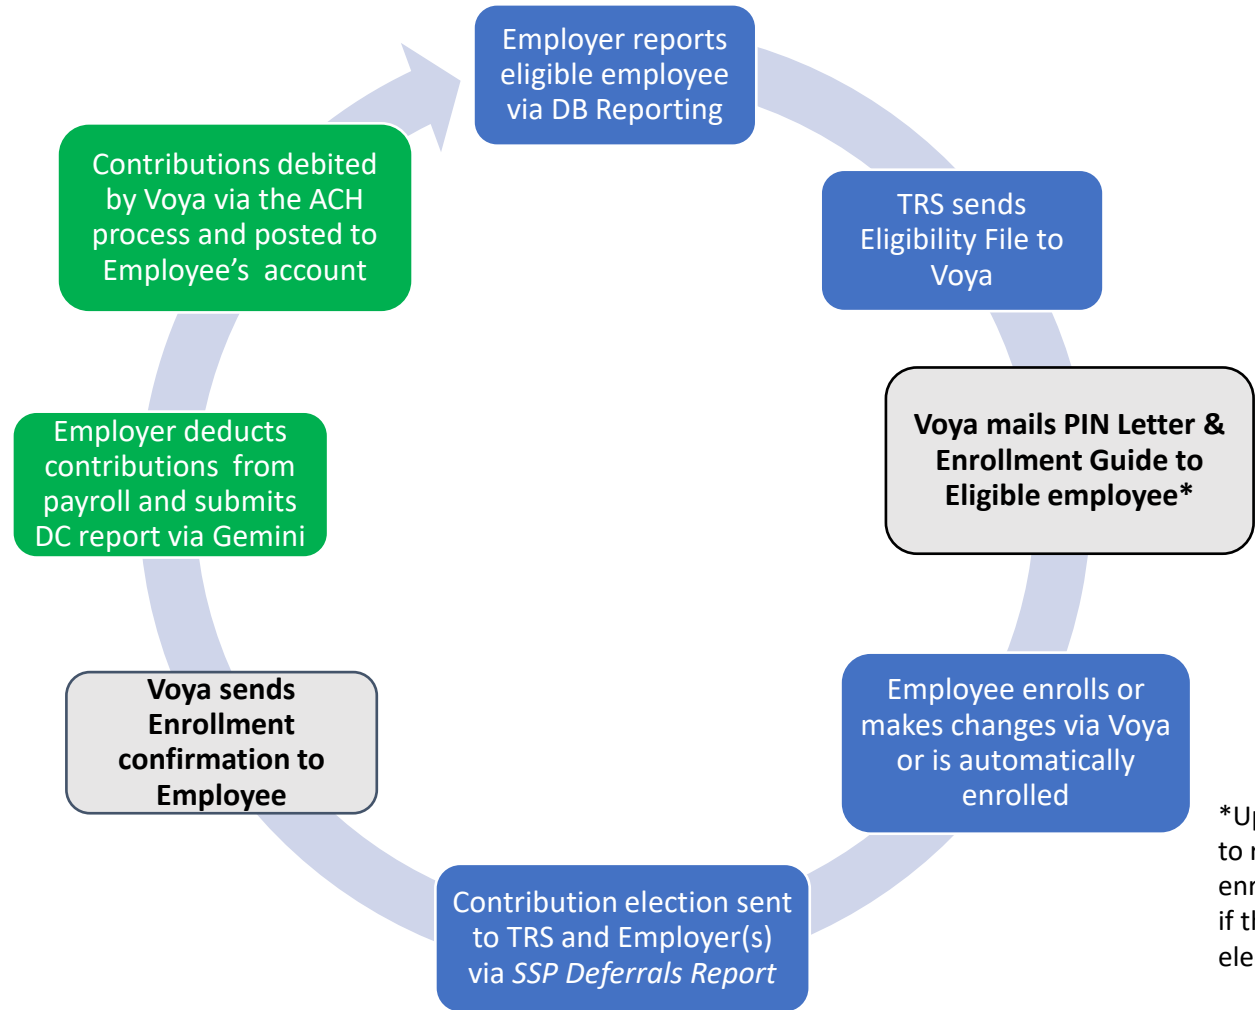 Employer reports
eligible employee
via DB Reporting
TRS sends
Eligibility File to
Voya
Voya mails PIN Letter &
Enrollment Guide to
Eligible employee*
Employee enrolls or
makes changes via Voya
or is automatically
enrolled
Contribution election sent
to TRS and Employer(s)
via SSP Deferrals Report
Voya sends
Enrollment
confirmation to
Employee
Employer deducts
contributions from
payroll and submits
DC report via Gemini
Contributions debited
by Voya via the ACH
process and posted to
Employee's account
to
if